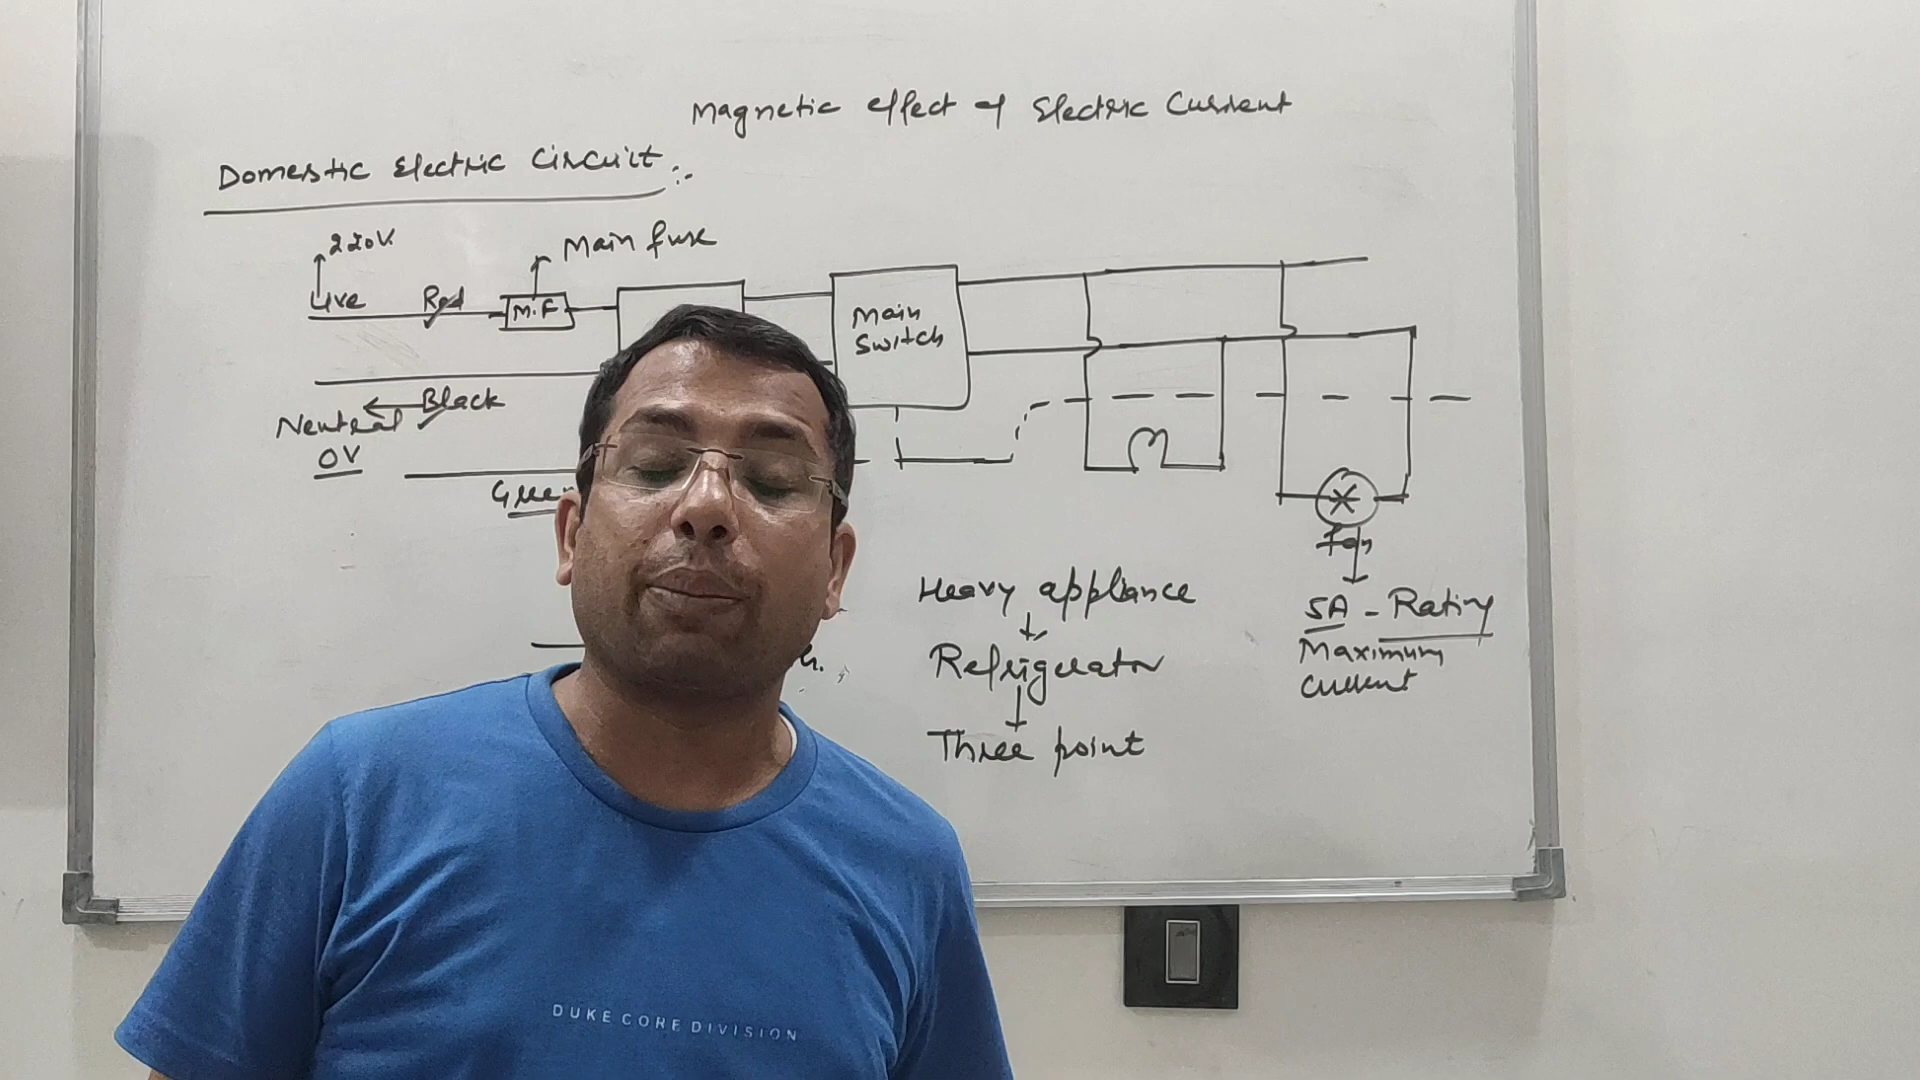 Magnetic effect of Electric Current
Domestic Electric Circuit :-
220V.
Main fuse
Live Red
M.F
Main
Switch
Black
Neutral
0V
Fan
Heavy appliance
5A - Rating
Refrigerator
Maximum
Current
Three point
DUKE CORE DIVISION